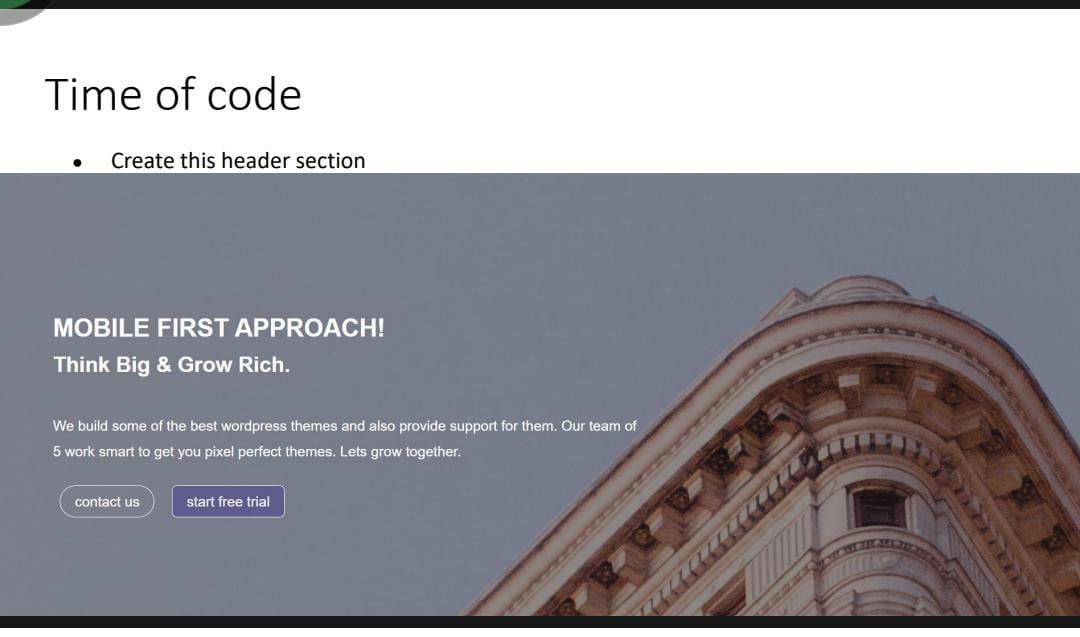 Time of code
• Create this header section
MOBILE FIRST APPROACH!
Think Big & Grow Rich.
We build some of the best wordpress themes and also provide support for them. Our team of
5 work smart to get you pixel perfect themes. Lets grow together.
contact us
start free trial